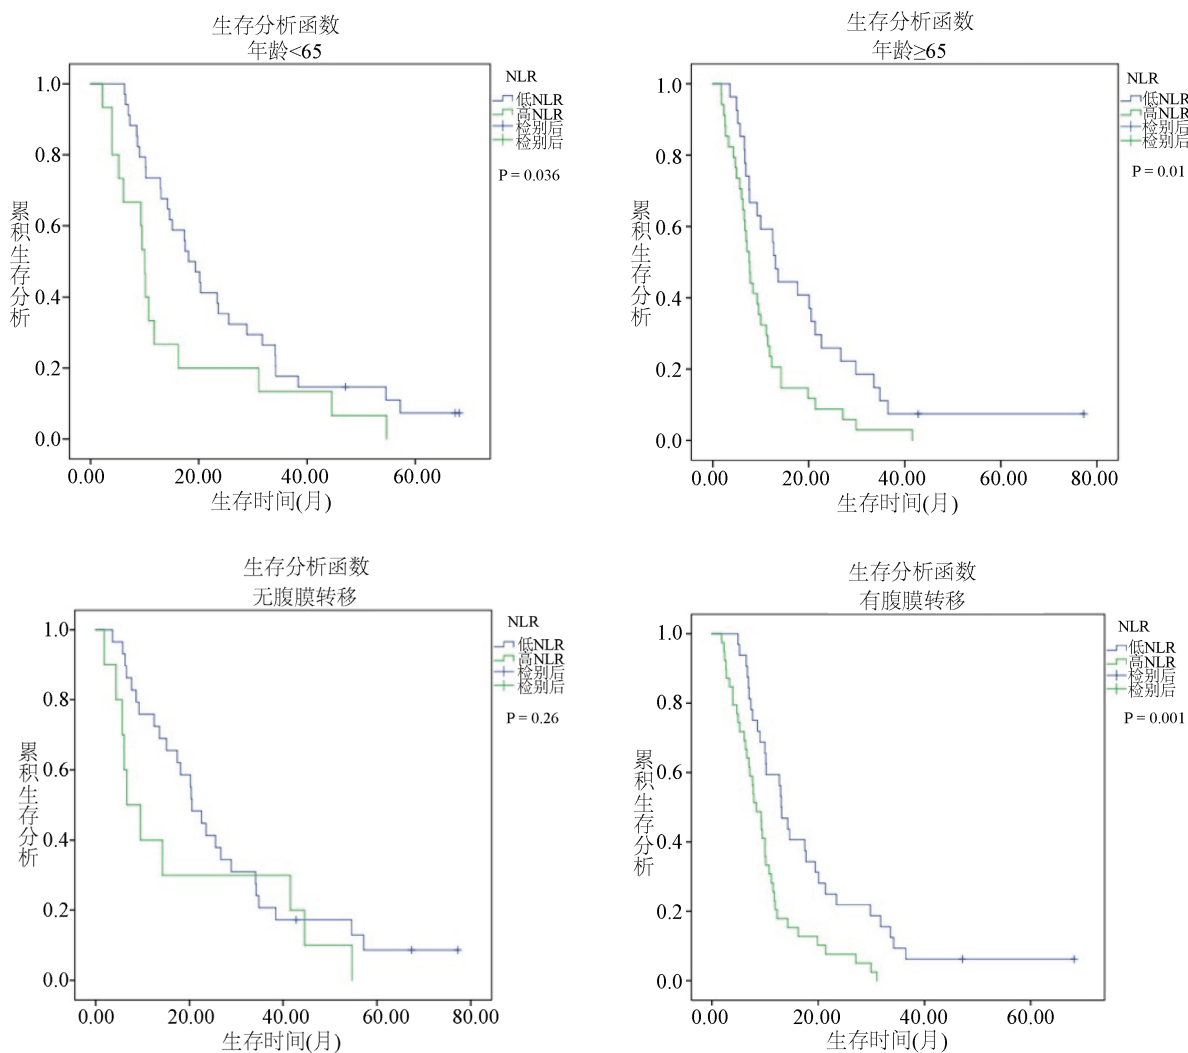 生存分析函数
年龄<65
NLR
低NLR
高NLR
检别后
检别后
P = 0.036
累积生存分析
1.0
0.8
0.6
0.4
0.2
0.0
0.00
20.00
40.00
60.00
生存时间(月)
生存分析函数
年龄≥65
NLR
低NLR
高NLR
检别后
检别后
P = 0.01
累积生存分析
1.0
0.8
0.6
0.4
0.2
0.0
0.00
20.00
40.00
60.00
80.00
生存时间(月)
生存分析函数
无腹膜转移
NLR
低NLR
高NLR
检别后
检别后
P = 0.26
累积生存分析
1.0
0.8
0.6
0.4
0.2
0.0
0.00
20.00
40.00
60.00
80.00
生存时间(月)
生存分析函数
有腹膜转移
NLR
低NLR
高NLR
检别后
检别后
P = 0.001
累积生存分析
1.0
0.8
0.6
0.4
0.2
0.0
0.00
20.00
40.00
60.00
生存时间(月)